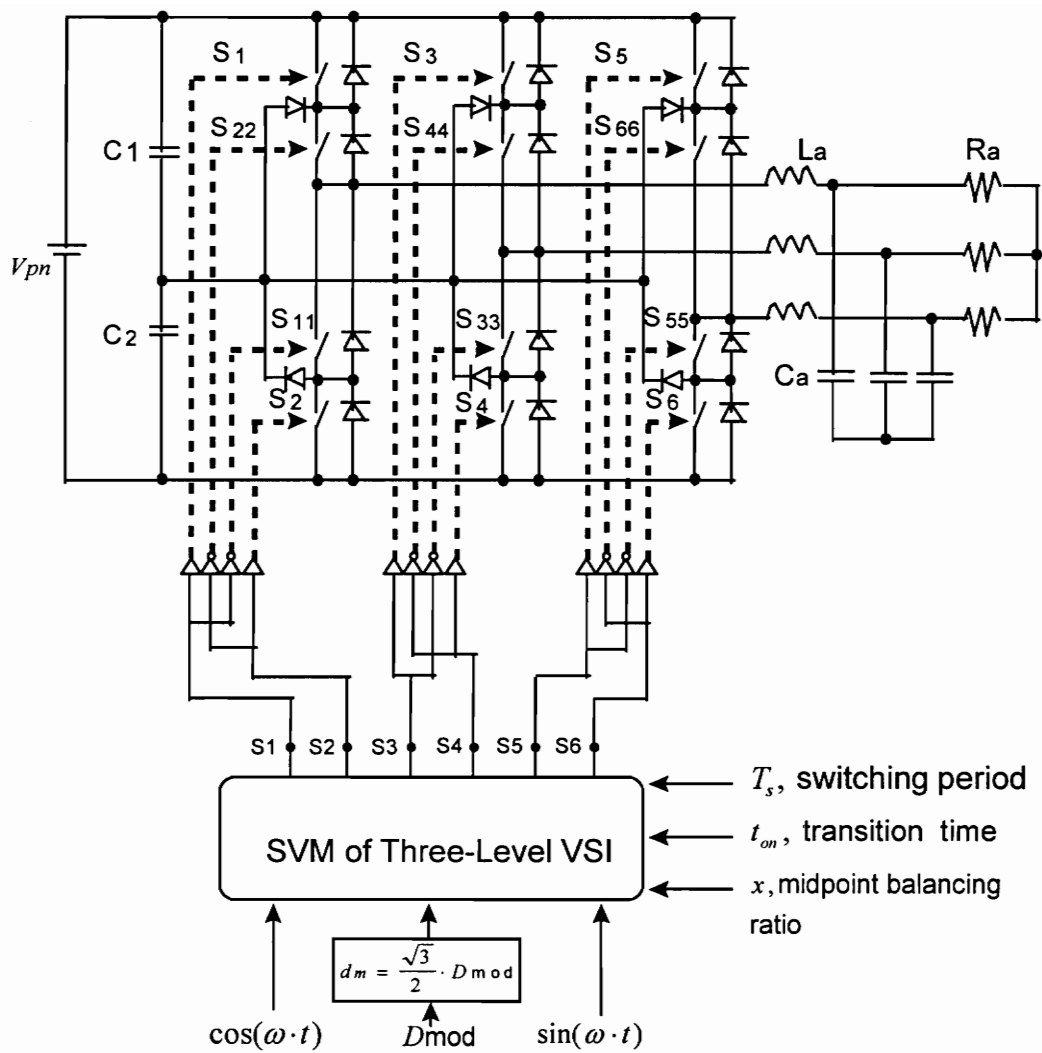 S1
S3
S5
S22
S44
S66
C1
La
Ra
Vpn
S11
S33
S55
C2
Ca
S2
S4
S6
S1
S2
S3
S4
S5
S6
SVM of Three-Level VSI
Ts, switching period
ton, transition time
x, midpoint balancing
ratio
dm = √3/2 · Dmod
cos(ω·t)
Dmod
sin(ω·t)